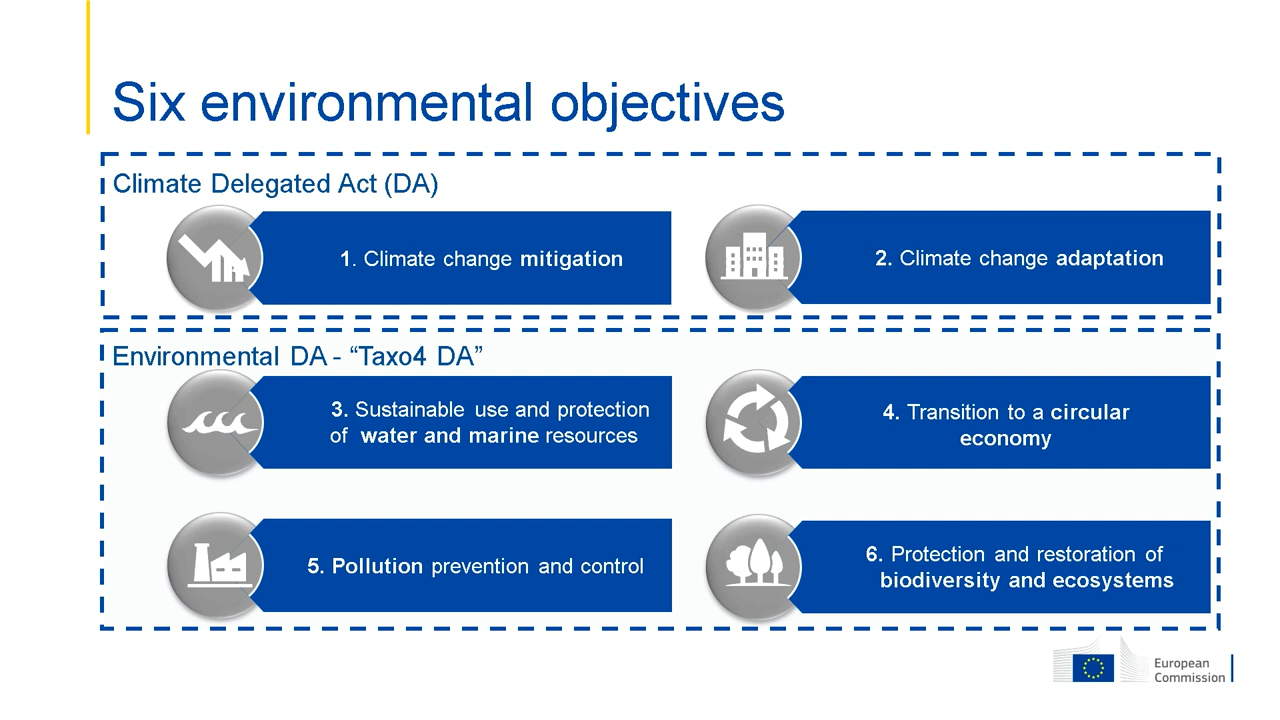 Six environmental objectives
Climate Delegated Act (DA)
1. Climate change mitigation
2. Climate change adaptation
Environmental DA - “Taxo4 DA”
3. Sustainable use and protection
of water and marine resources
4. Transition to a circular
economy
5. Pollution prevention and control
6. Protection and restoration of
biodiversity and ecosystems
European
Commission